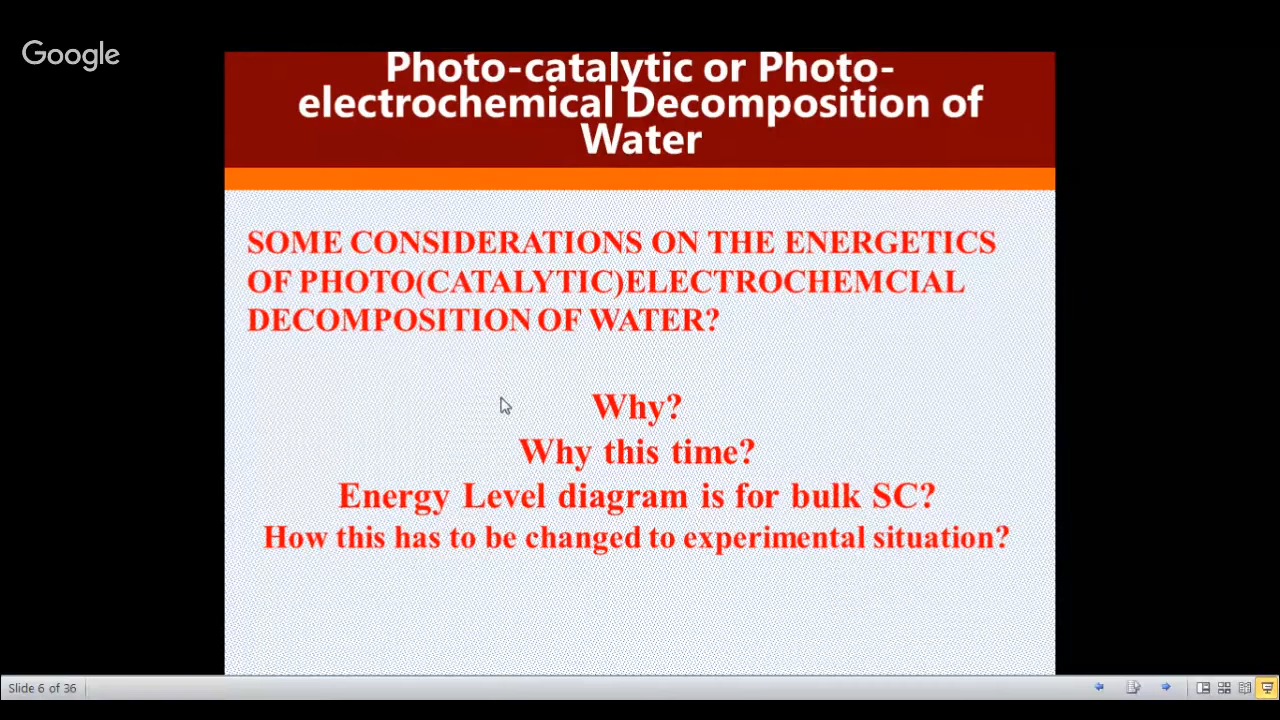 Google
Photo-catalytic or Photo-
electrochemical Decomposition of
Water
SOME CONSIDERATIONS ON THE ENERGETICS
OF PHOTO(CATALYTIC)ELECTROCHEMCIAL
DECOMPOSITION OF WATER?
Why?
Why this time?
Energy Level diagram is for bulk SC?
How this has to be changed to experimental situation?
Slide 6 of 36